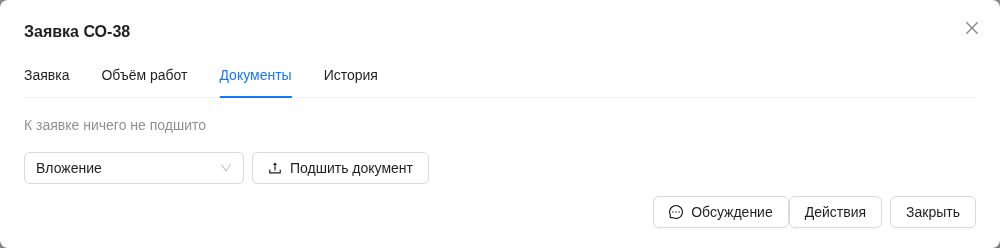 Заявка СО-38
Заявка Объём работ Документы История
К заявке ничего не подшито
Вложение Подшить документ
Обсуждение Действия Закрыть